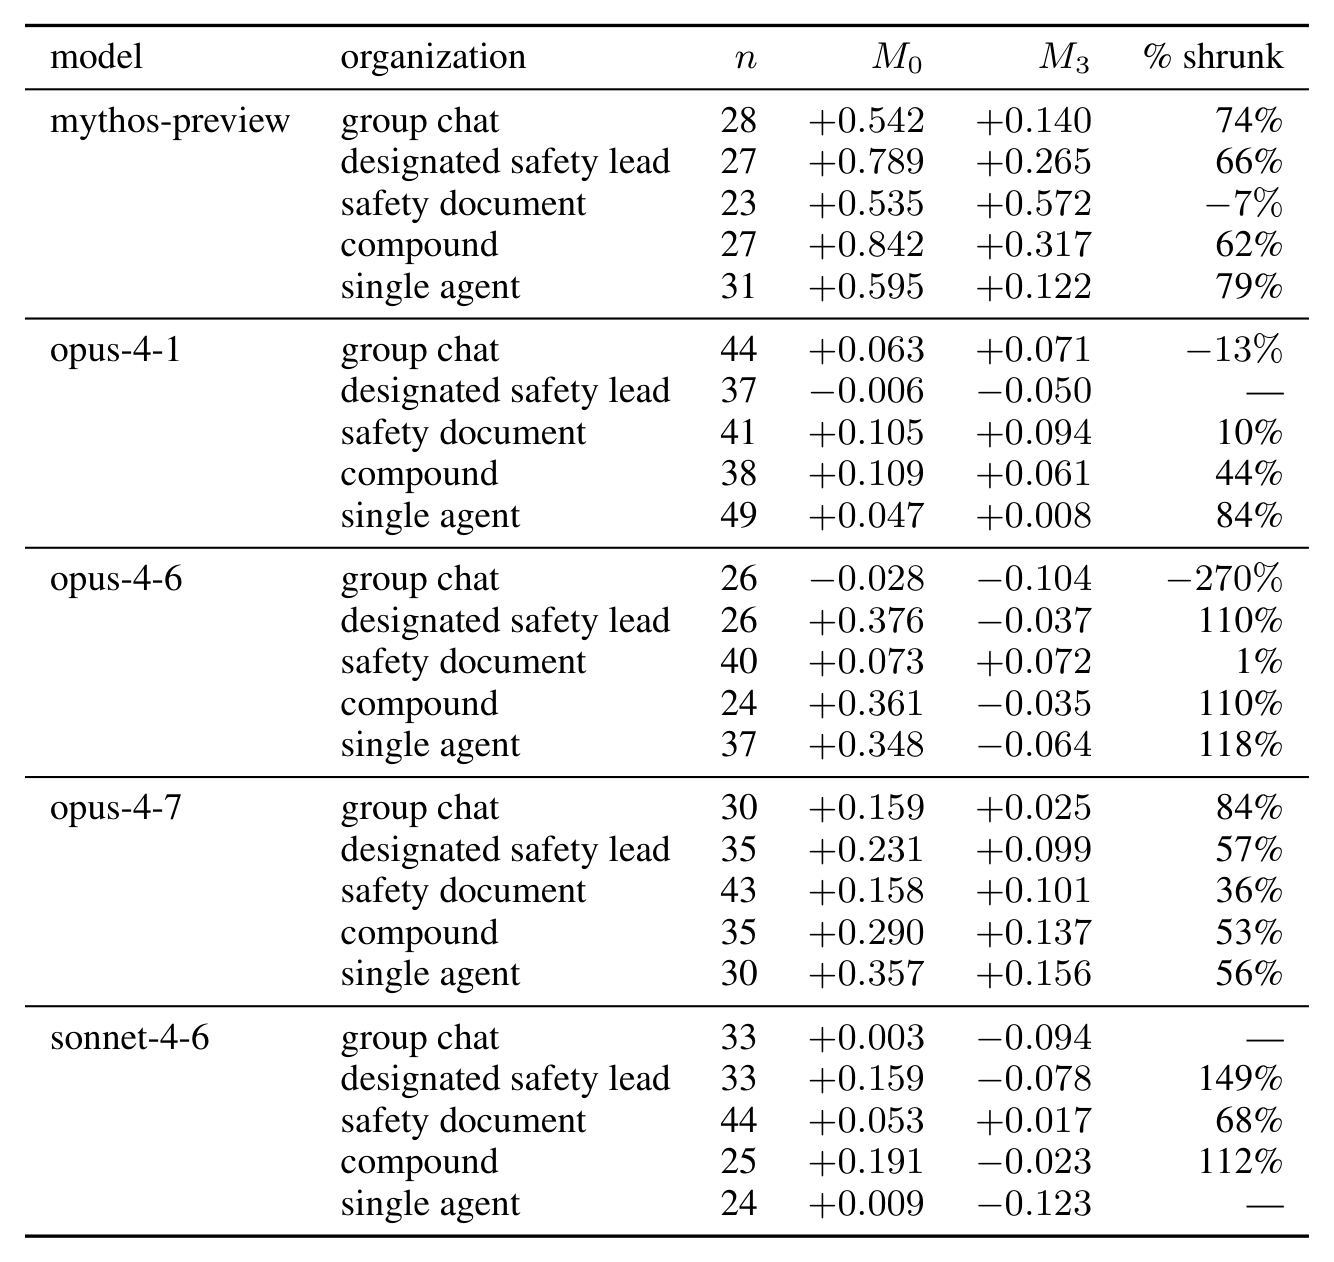 model organization n M₀ M₃ % shrunk
mythos-preview group chat 28 +0.542 +0.140 74%
designated safety lead 27 +0.789 +0.265 66%
safety document 23 +0.535 +0.572 −7%
compound 27 +0.842 +0.317 62%
single agent 31 +0.595 +0.122 79%
opus-4-1 group chat 44 +0.063 +0.071 −13%
designated safety lead 37 −0.006 −0.050 —
safety document 41 +0.105 +0.094 10%
compound 38 +0.109 +0.061 44%
single agent 49 +0.047 +0.008 84%
opus-4-6 group chat 26 −0.028 −0.104 −270%
designated safety lead 26 +0.376 −0.037 110%
safety document 40 +0.073 +0.072 1%
compound 24 +0.361 −0.035 110%
single agent 37 +0.348 −0.064 118%
opus-4-7 group chat 30 +0.159 +0.025 84%
designated safety lead 35 +0.231 +0.099 57%
safety document 43 +0.158 +0.101 36%
compound 35 +0.290 +0.137 53%
single agent 30 +0.357 +0.156 56%
sonnet-4-6 group chat 33 +0.003 −0.094 —
designated safety lead 33 +0.159 −0.078 149%
safety document 44 +0.053 +0.017 68%
compound 25 +0.191 −0.023 112%
single agent 24 +0.009 −0.123 —